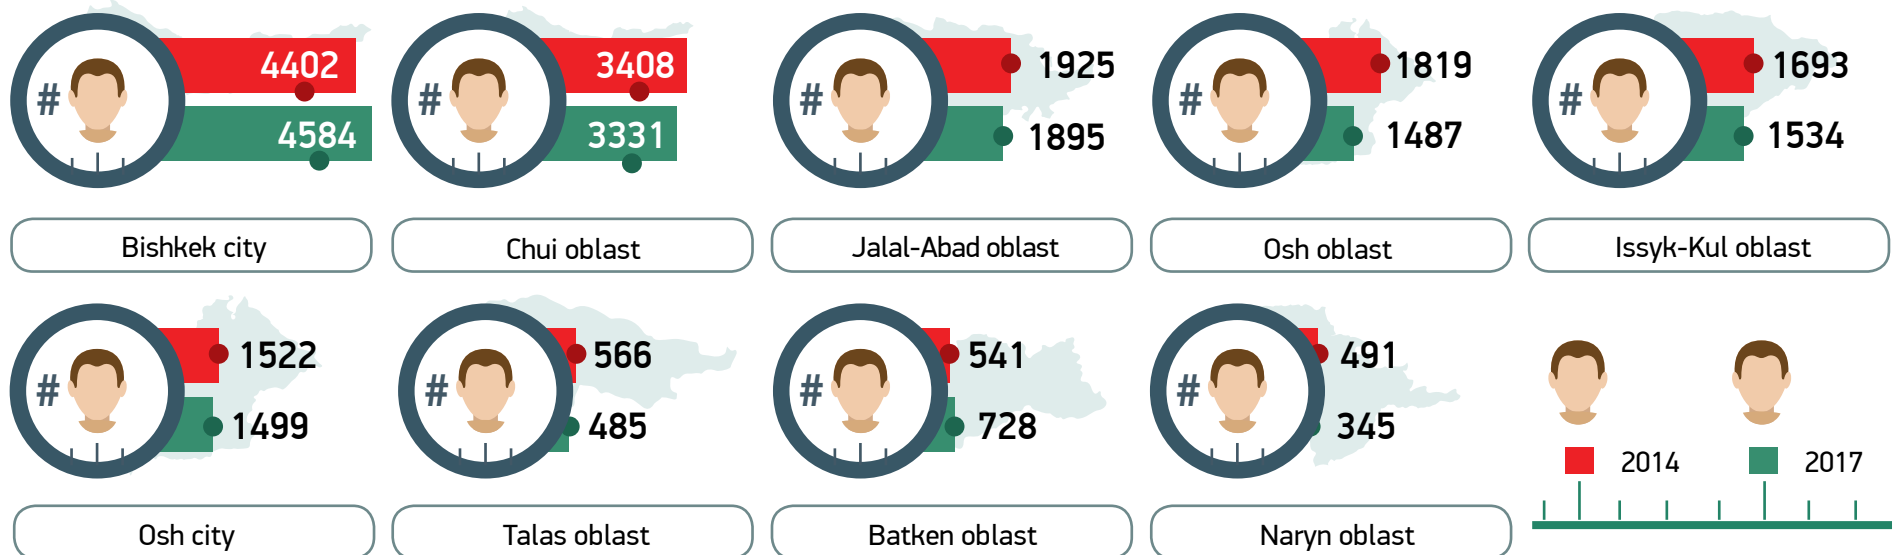 # 4402
4584
Bishkek city
# 3408
3331
Chui oblast
# 1925
1895
Jalal-Abad oblast
# 1819
1487
Osh oblast
# 1693
1534
Issyk-Kul oblast
# 1522
1499
Osh city
# 566
485
Talas oblast
# 541
728
Batken oblast
# 491
345
Naryn oblast
2014
2017